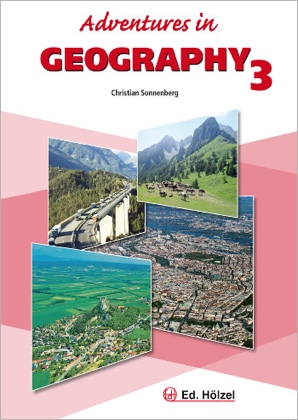 Adventures in
GEOGRAPHY 3
Christian Sonnenberg
Ed. Hölzel